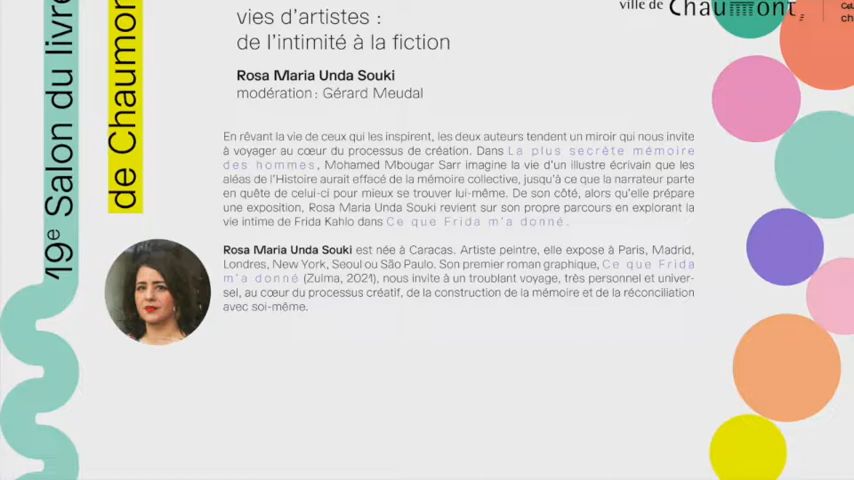 19e Salon du livre
de Chaumon
ville de Chaumont
vies d'artistes :
de l'intimité à la fiction
Rosa Maria Unda Souki
modération : Gérard Meudal
En rêvant la vie de ceux qui les inspirent, les deux auteurs tendent un miroir qui nous invite
à voyager au cœur du processus de création. Dans La plus secrète mémoire
des hommes, Mohamed Mbougar Sarr imagine la vie d'un illustre écrivain que les
aléas de l'Histoire aurait effacé de la mémoire collective, jusqu'à ce que la narrateur parte
en quête de celui-ci pour mieux se trouver lui-même. De son côté, alors qu'elle prépare
une exposition, Rosa Maria Unda Souki revient sur son propre parcours en explorant la
vie intime de Frida Kahlo dans Ce que Frida m'a donné.
Rosa Maria Unda Souki est née à Caracas. Artiste peintre, elle expose à Paris, Madrid,
Londres, New York, Seoul ou São Paulo. Son premier roman graphique, Ce que Frida
m'a donné (Zulma, 2021), nous invite à un troublant voyage, très personnel et univer-
sel, au cœur du processus créatif, de la construction de la mémoire et de la réconciliation
avec soi-même.